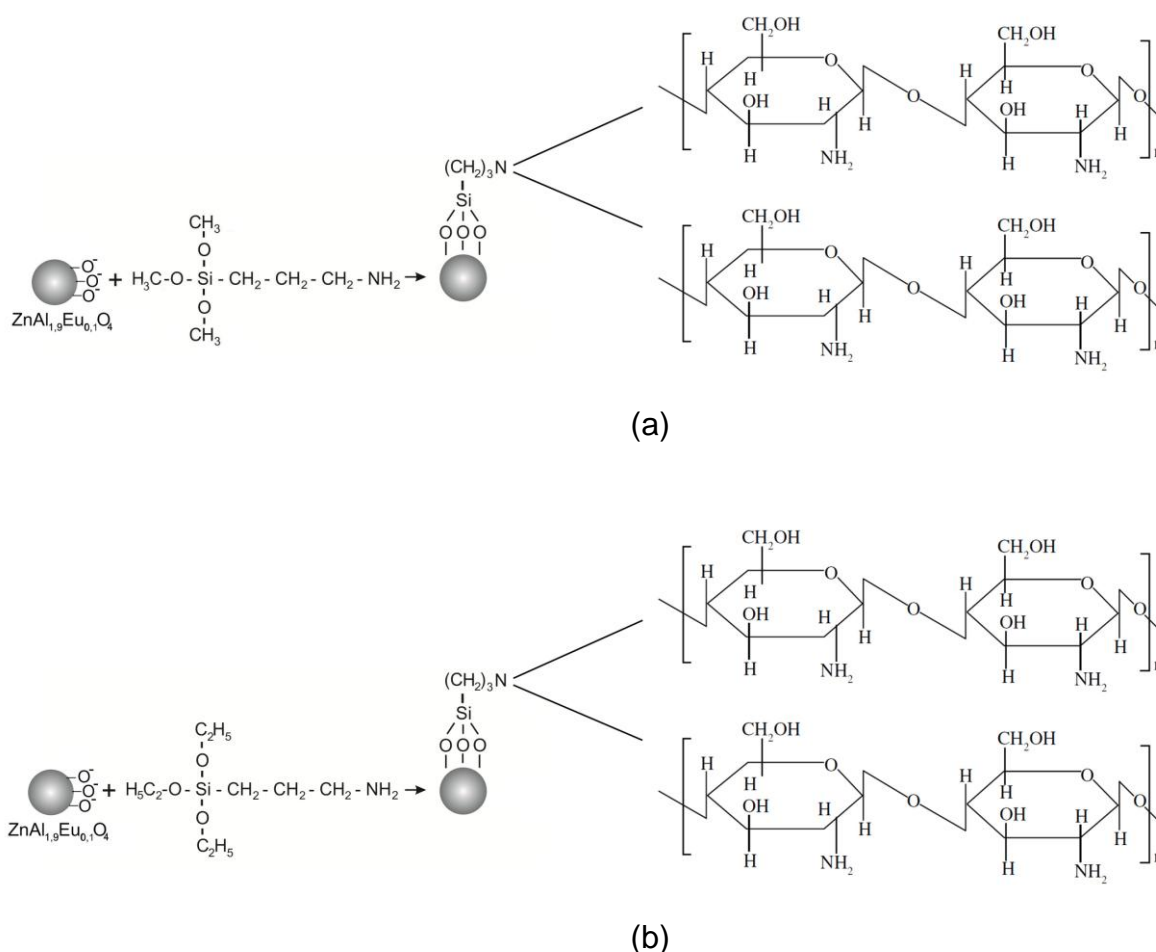 CH₂OH CH₂OH
H O H O
H H
OH H OH H O
O
H H H
H NH₂ H NH₂
n
(CH₂)₃N
Si
O O O
CH₃
O
O⁻
O⁻ + H₃C-O-Si-CH₂-CH₂-CH₂-NH₂
O⁻
O
CH₃
ZnAl₁,₉Eu₀,₁O₄
CH₂OH CH₂OH
H O H O
H H
OH H OH H O
O
H H H
H NH₂ H NH₂
n
(a)
CH₂OH CH₂OH
H O H O
H H
OH H OH H O
O
H H H
H NH₂ H NH₂
n
(CH₂)₃N
Si
O O O
C₂H₅
O
O⁻
O⁻ + H₅C₂-O-Si-CH₂-CH₂-CH₂-NH₂
O⁻
O
C₂H₅
ZnAl₁,₉Eu₀,₁O₄
CH₂OH CH₂OH
H O H O
H H
OH H OH H O
O
H H H
H NH₂ H NH₂
n
(b)